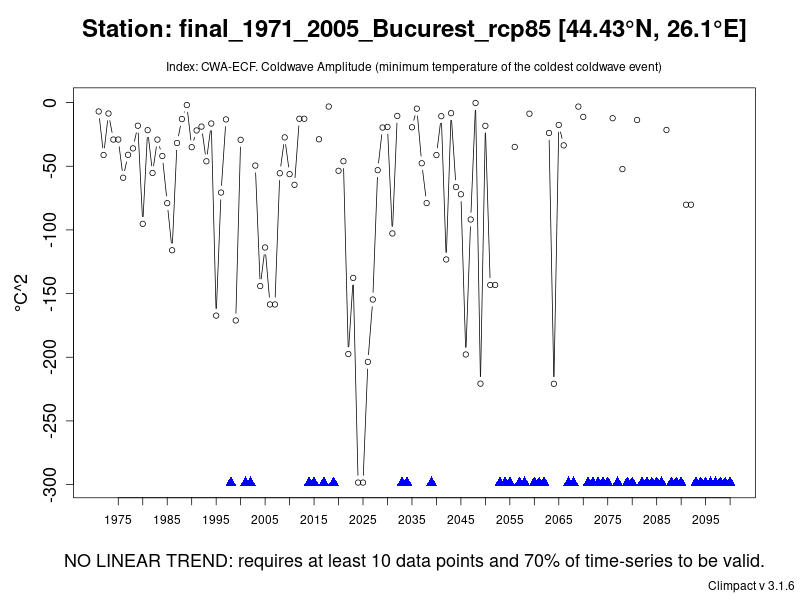 Station: final_1971_2005_Bucurest_rcp85 [44.43°N, 26.1°E]
Index: CWA-ECF. Coldwave Amplitude (minimum temperature of the coldest coldwave event)
0
-50
-100
-150
-200
-250
-300
°C^2
1975 1985 1995 2005 2015 2025 2035 2045 2055 2065 2075 2085 2095
NO LINEAR TREND: requires at least 10 data points and 70% of time-series to be valid.
Climpact v 3.1.6